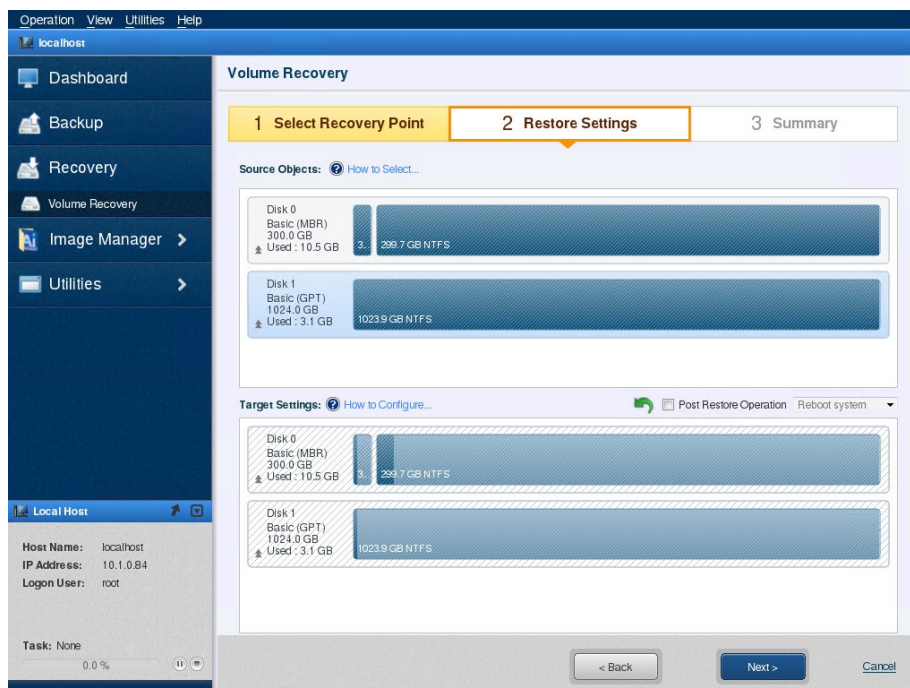 Operation View Utilities Help
localhost
Dashboard
Backup
Recovery
Volume Recovery
Image Manager
Utilities
Local Host
Host Name: localhost
IP Address: 10.1.0.84
Logon User: root
Task: None
0.0 %
Volume Recovery
1 Select Recovery Point
2 Restore Settings
3 Summary
Source Objects: How to Select...
Disk 0
Basic (MBR)
300.0 GB
Used : 10.5 GB
3..
299.7 GB NTFS
Disk 1
Basic (GPT)
1024.0 GB
Used : 3.1 GB
1023.9 GB NTFS
Target Settings: How to Configure...
Post Restore Operation Reboot system
Disk 0
Basic (MBR)
300.0 GB
Used : 10.5 GB
3..
299.7 GB NTFS
Disk 1
Basic (GPT)
1024.0 GB
Used : 3.1 GB
1023.9 GB NTFS
< Back
Next >
Cancel